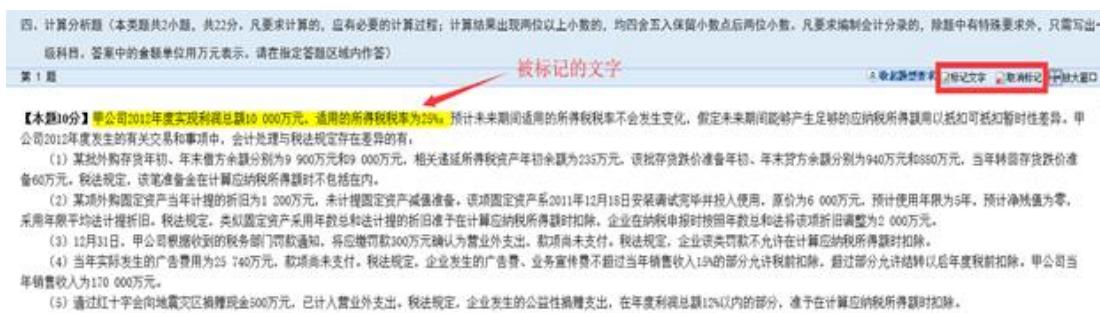 四、计算分析题（本类题共2小题，共22分，凡要求计算的，应有必要的计算过程；计算结果出现两位以上小数的，均四舍五入保留小数点后两位小数。凡要求编制会计分录的，除题中有特殊要求外，只需写出一
级科目。答案中的金额单位用万元表示。请在指定答题区域内作答）
第 1 题
被标记的文字
标记文字 取消标记 放大窗口
【本题10分】甲公司2012年度实现利润总额10 000万元，适用的所得税税率为25%；预计未来期间适用的所得税税率不会发生变化，假定未来期间能够产生足够的应纳税所得额用以抵扣可抵扣暂时性差异。甲
公司2012年度发生的有关交易和事项中，会计处理与税法规定存在差异的有：
（1）某批外购存货年初、年末借方余额分别为9 900万元和9 000万元，相关递延所得税资产年初余额为235万元，该批存货跌价准备年初、年末贷方余额分别为940万元和880万元，当年转回存货跌价准
备60万元。税法规定，该笔准备金在计算应纳税所得额时不包括在内。
（2）某项外购固定资产当年计提的折旧为1 200万元，未计提固定资产减值准备。该项固定资产系2011年12月18日安装调试完毕并投入使用，原价为6 000万元，预计使用年限为5年，预计净残值为零，
采用年限平均法计提折旧。税法规定，类似固定资产采用年数总和法计提的折旧准予在计算应纳税所得额时扣除，企业在纳税申报时按照年数总和法将该项折旧调整为2 000万元。
（3）12月31日，甲公司根据收到的税务部门罚款通知，将应缴罚款300万元确认为营业外支出，款项尚未支付。税法规定，企业该类罚款不允许在计算应纳税所得额时扣除。
（4）当年实际发生的广告费用为25 740万元，款项尚未支付。税法规定，企业发生的广告费、业务宣传费不超过当年销售收入15%的部分允许税前扣除，超过部分允许结转以后年度税前扣除。甲公司当
年销售收入为170 000万元。
（5）通过红十字会向地震灾区捐赠现金500万元，已计入营业外支出。税法规定，企业发生的公益性捐赠支出，在年度利润总额12%以内的部分，准予在计算应纳税所得额时扣除。